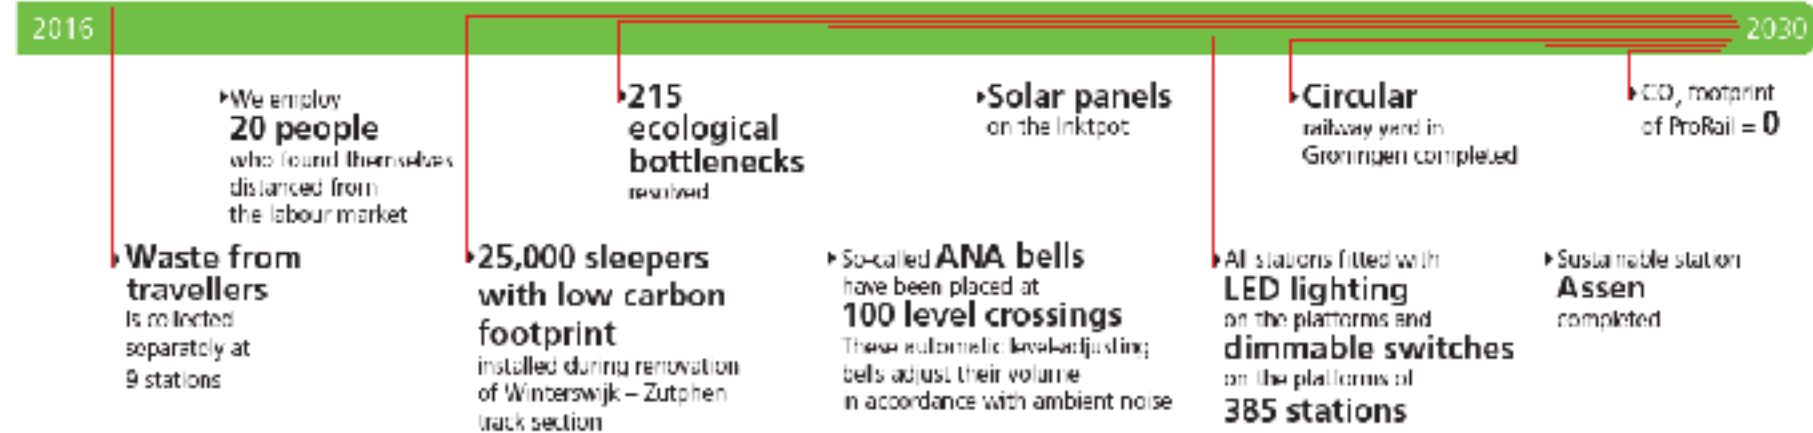 2016
2030
We employ
20 people
who found themselves
distanced from
the labour market
215
ecological
bottlenecks
resolved
Solar panels
on the Inktpot
Circular
railway yard in
Groningen completed
CO₂ footprint
of ProRail = 0
Waste from
travellers
is collected
separately at
9 stations
25,000 sleepers
with low carbon
footprint
installed during renovation
of Winterswijk – Zutphen
track section
So-called ANA bells
have been placed at
100 level crossings
These automatic level-adjusting
bells adjust their volume
in accordance with ambient noise
All stations fitted with
LED lighting
on the platforms and
dimmable switches
on the platforms of
385 stations
Sustainable station
Assen
completed